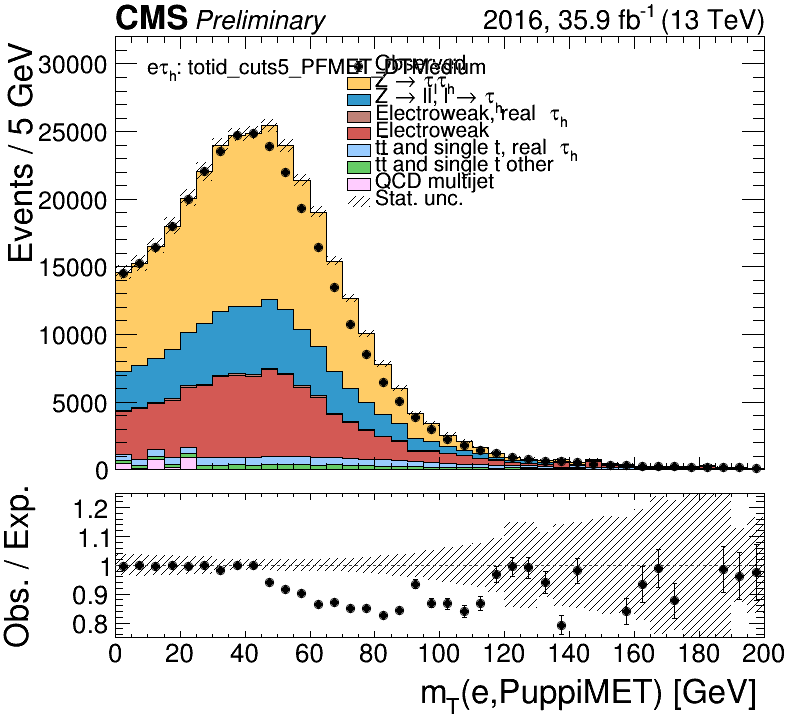 CMS Preliminary 2016, 35.9 fb⁻¹ (13 TeV)
Events / 5 GeV
30000
25000
20000
15000
10000
5000
0
eτh: totid_cuts5_PFMET_DTMedium
Observed
Z → τlτh
Z → ll, l → τh
Electroweak, real τh
Electroweak
tt and single t, real τh
tt and single t other
QCD multijet
Stat. unc.
Obs. / Exp.
1.2
1.1
1
0.9
0.8
0 20 40 60 80 100 120 140 160 180 200
mT(e,PuppiMET) [GeV]